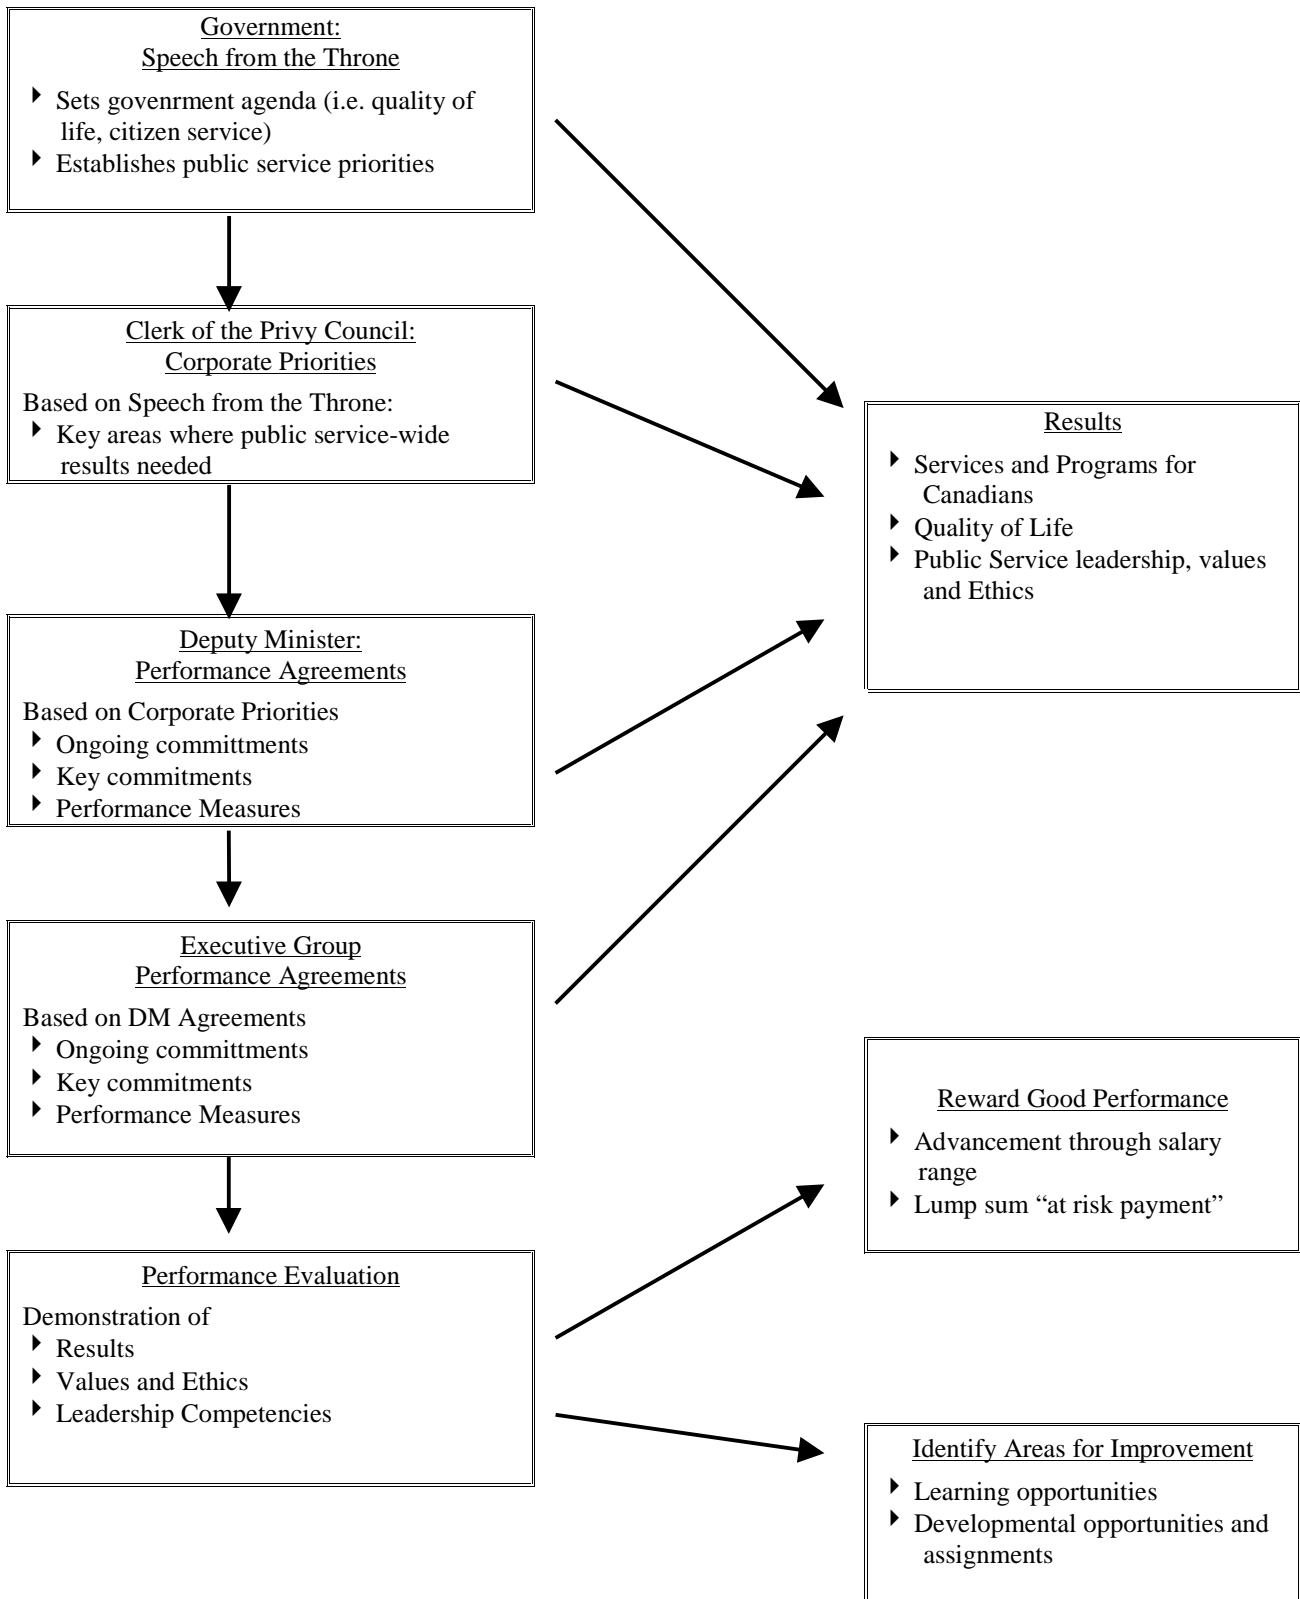 Government:
Speech from the Throne
Sets govenrment agenda (i.e. quality of
life, citizen service)
Establishes public service priorities
Clerk of the Privy Council:
Corporate Priorities
Based on Speech from the Throne:
Key areas where public service-wide
results needed
Deputy Minister:
Performance Agreements
Based on Corporate Priorities
Ongoing committments
Key commitments
Performance Measures
Executive Group
Performance Agreements
Based on DM Agreements
Ongoing committments
Key commitments
Performance Measures
Performance Evaluation
Demonstration of
Results
Values and Ethics
Leadership Competencies
Results
Services and Programs for
Canadians
Quality of Life
Public Service leadership, values
and Ethics
Reward Good Performance
Advancement through salary
range
Lump sum “at risk payment”
Identify Areas for Improvement
Learning opportunities
Developmental opportunities and
assignments